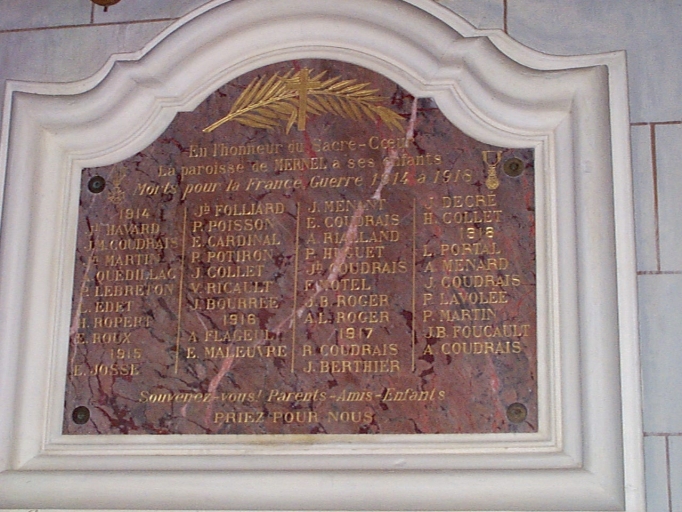 En l'honneur du Sacré-Cœur
La paroisse de MERNEL à ses Enfants
Morts pour la France, Guerre 1914 à 1918.
1914
HAVARD
J.M. COUDRAIS
MARTIN
QUEDILLAC
P. LEBRETON
L. EDET
H. ROPERT
E. ROUX
1915
E. JOSSE
Jh FOLLIARD
P. POISSON
E. CARDINAL
P. POTIRON
J. COLLET
V. RICAULT
J. BOURRÉE
1916
A. FLAGEUL
E. MALEUVRE
J. MENANT
E. COUDRAIS
A. RIALLAND
P. HUGUET
Jh COUDRAIS
J.B. ROGER
A.L. ROGER
1917
R. COUDRAIS
J. BERTHIER
J. DECRÉ
H. COLLET
1918
L. PORTAL
A. MENARD
J. COUDRAIS
P. LAVOLÉE
P. MARTIN
J.B. FOUCAULT
A. COUDRAIS
Souvenez-vous! Parents-Amis-Enfants
PRIEZ POUR NOUS